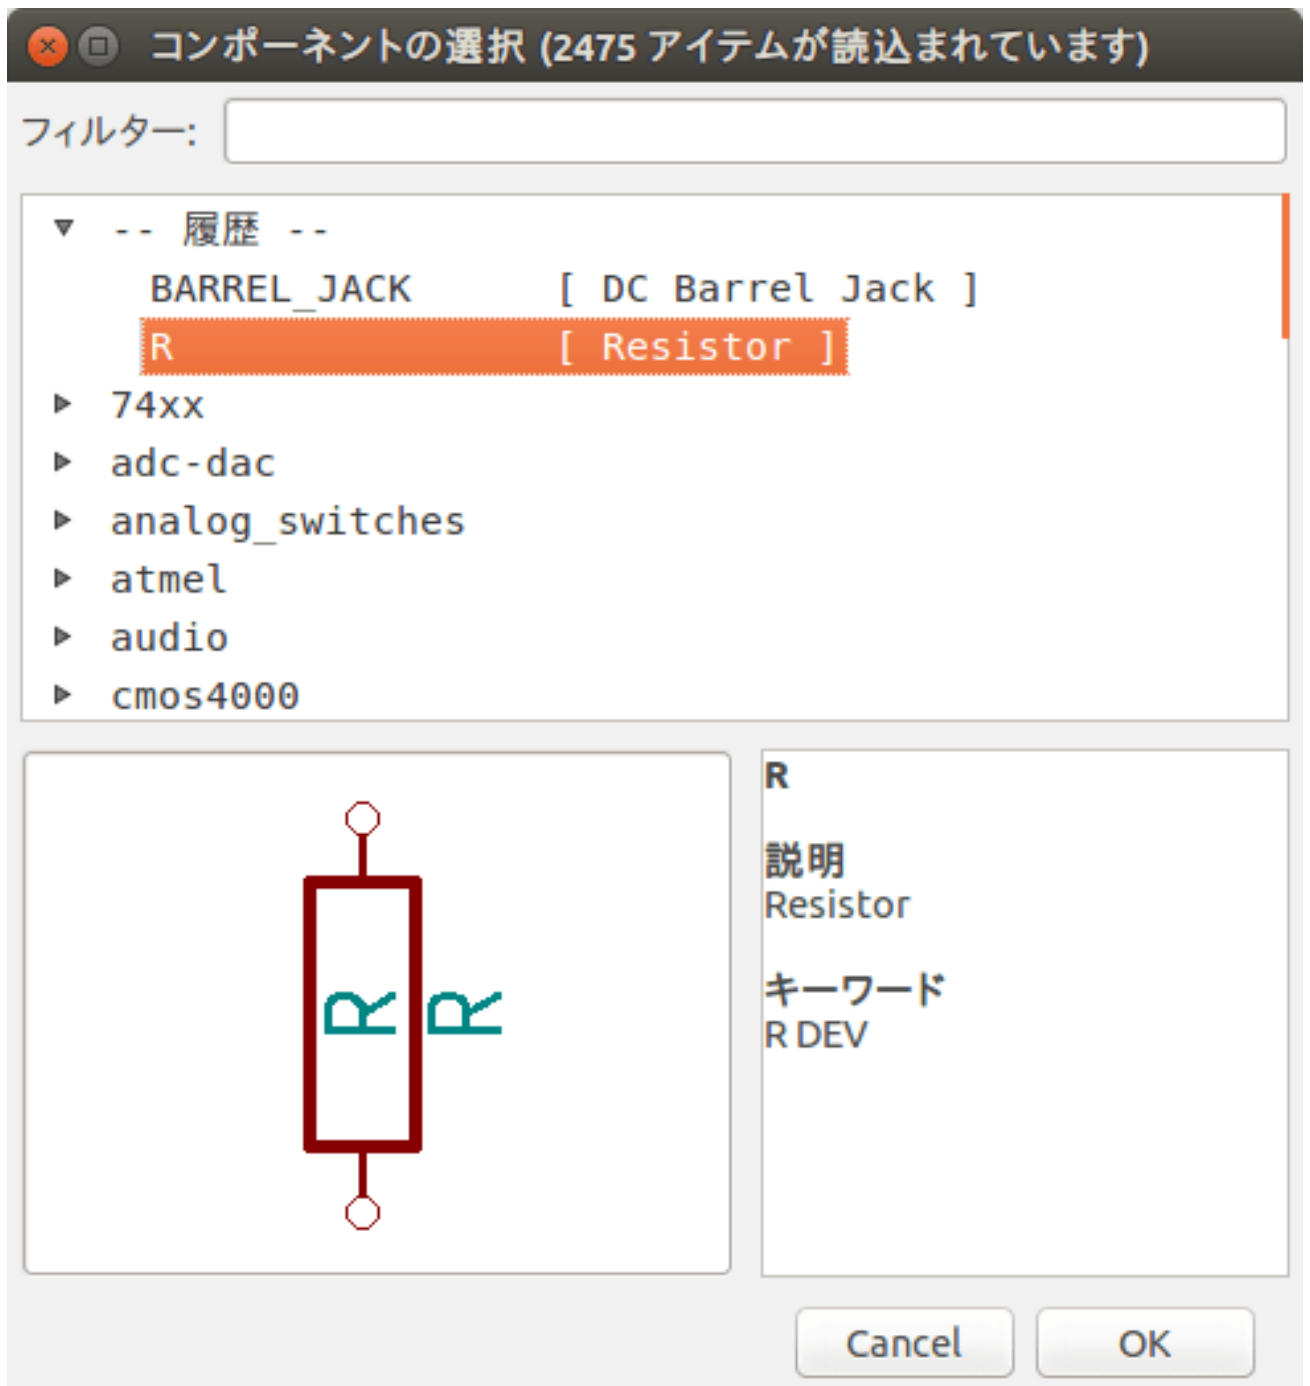 コンポーネントの選択 (2475 アイテムが読込まれています)
フィルター:
-- 履歴 --
BARREL_JACK [ DC Barrel Jack ]
R [ Resistor ]
74xx
adc-dac
analog_switches
atmel
audio
cmos4000
R
R
R
説明
Resistor
キーワード
R DEV
Cancel
OK